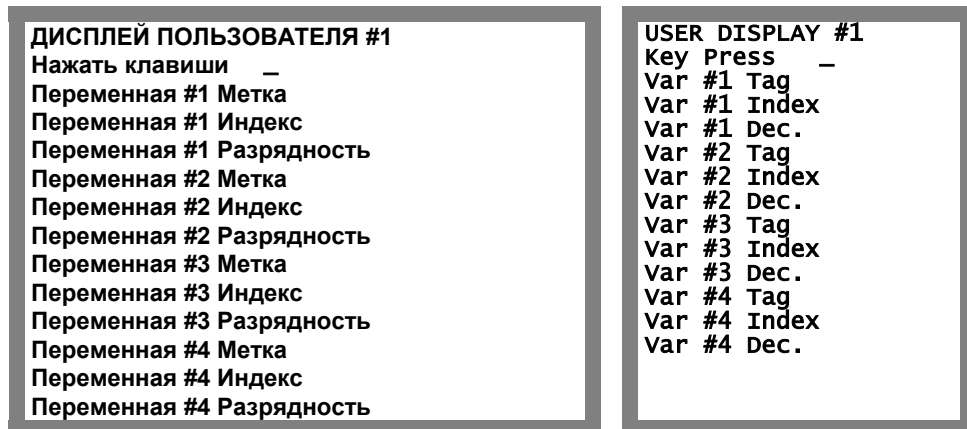 ДИСПЛЕЙ ПОЛЬЗОВАТЕЛЯ #1
Нажать клавиши _
Переменная #1 Метка
Переменная #1 Индекс
Переменная #1 Разрядность
Переменная #2 Метка
Переменная #2 Индекс
Переменная #2 Разрядность
Переменная #3 Метка
Переменная #3 Индекс
Переменная #3 Разрядность
Переменная #4 Метка
Переменная #4 Индекс
Переменная #4 Разрядность
USER DISPLAY #1
Key Press _
Var #1 Tag
Var #1 Index
Var #1 Dec.
Var #2 Tag
Var #2 Index
Var #2 Dec.
Var #3 Tag
Var #3 Index
Var #3 Dec.
Var #4 Tag
Var #4 Index
Var #4 Dec.